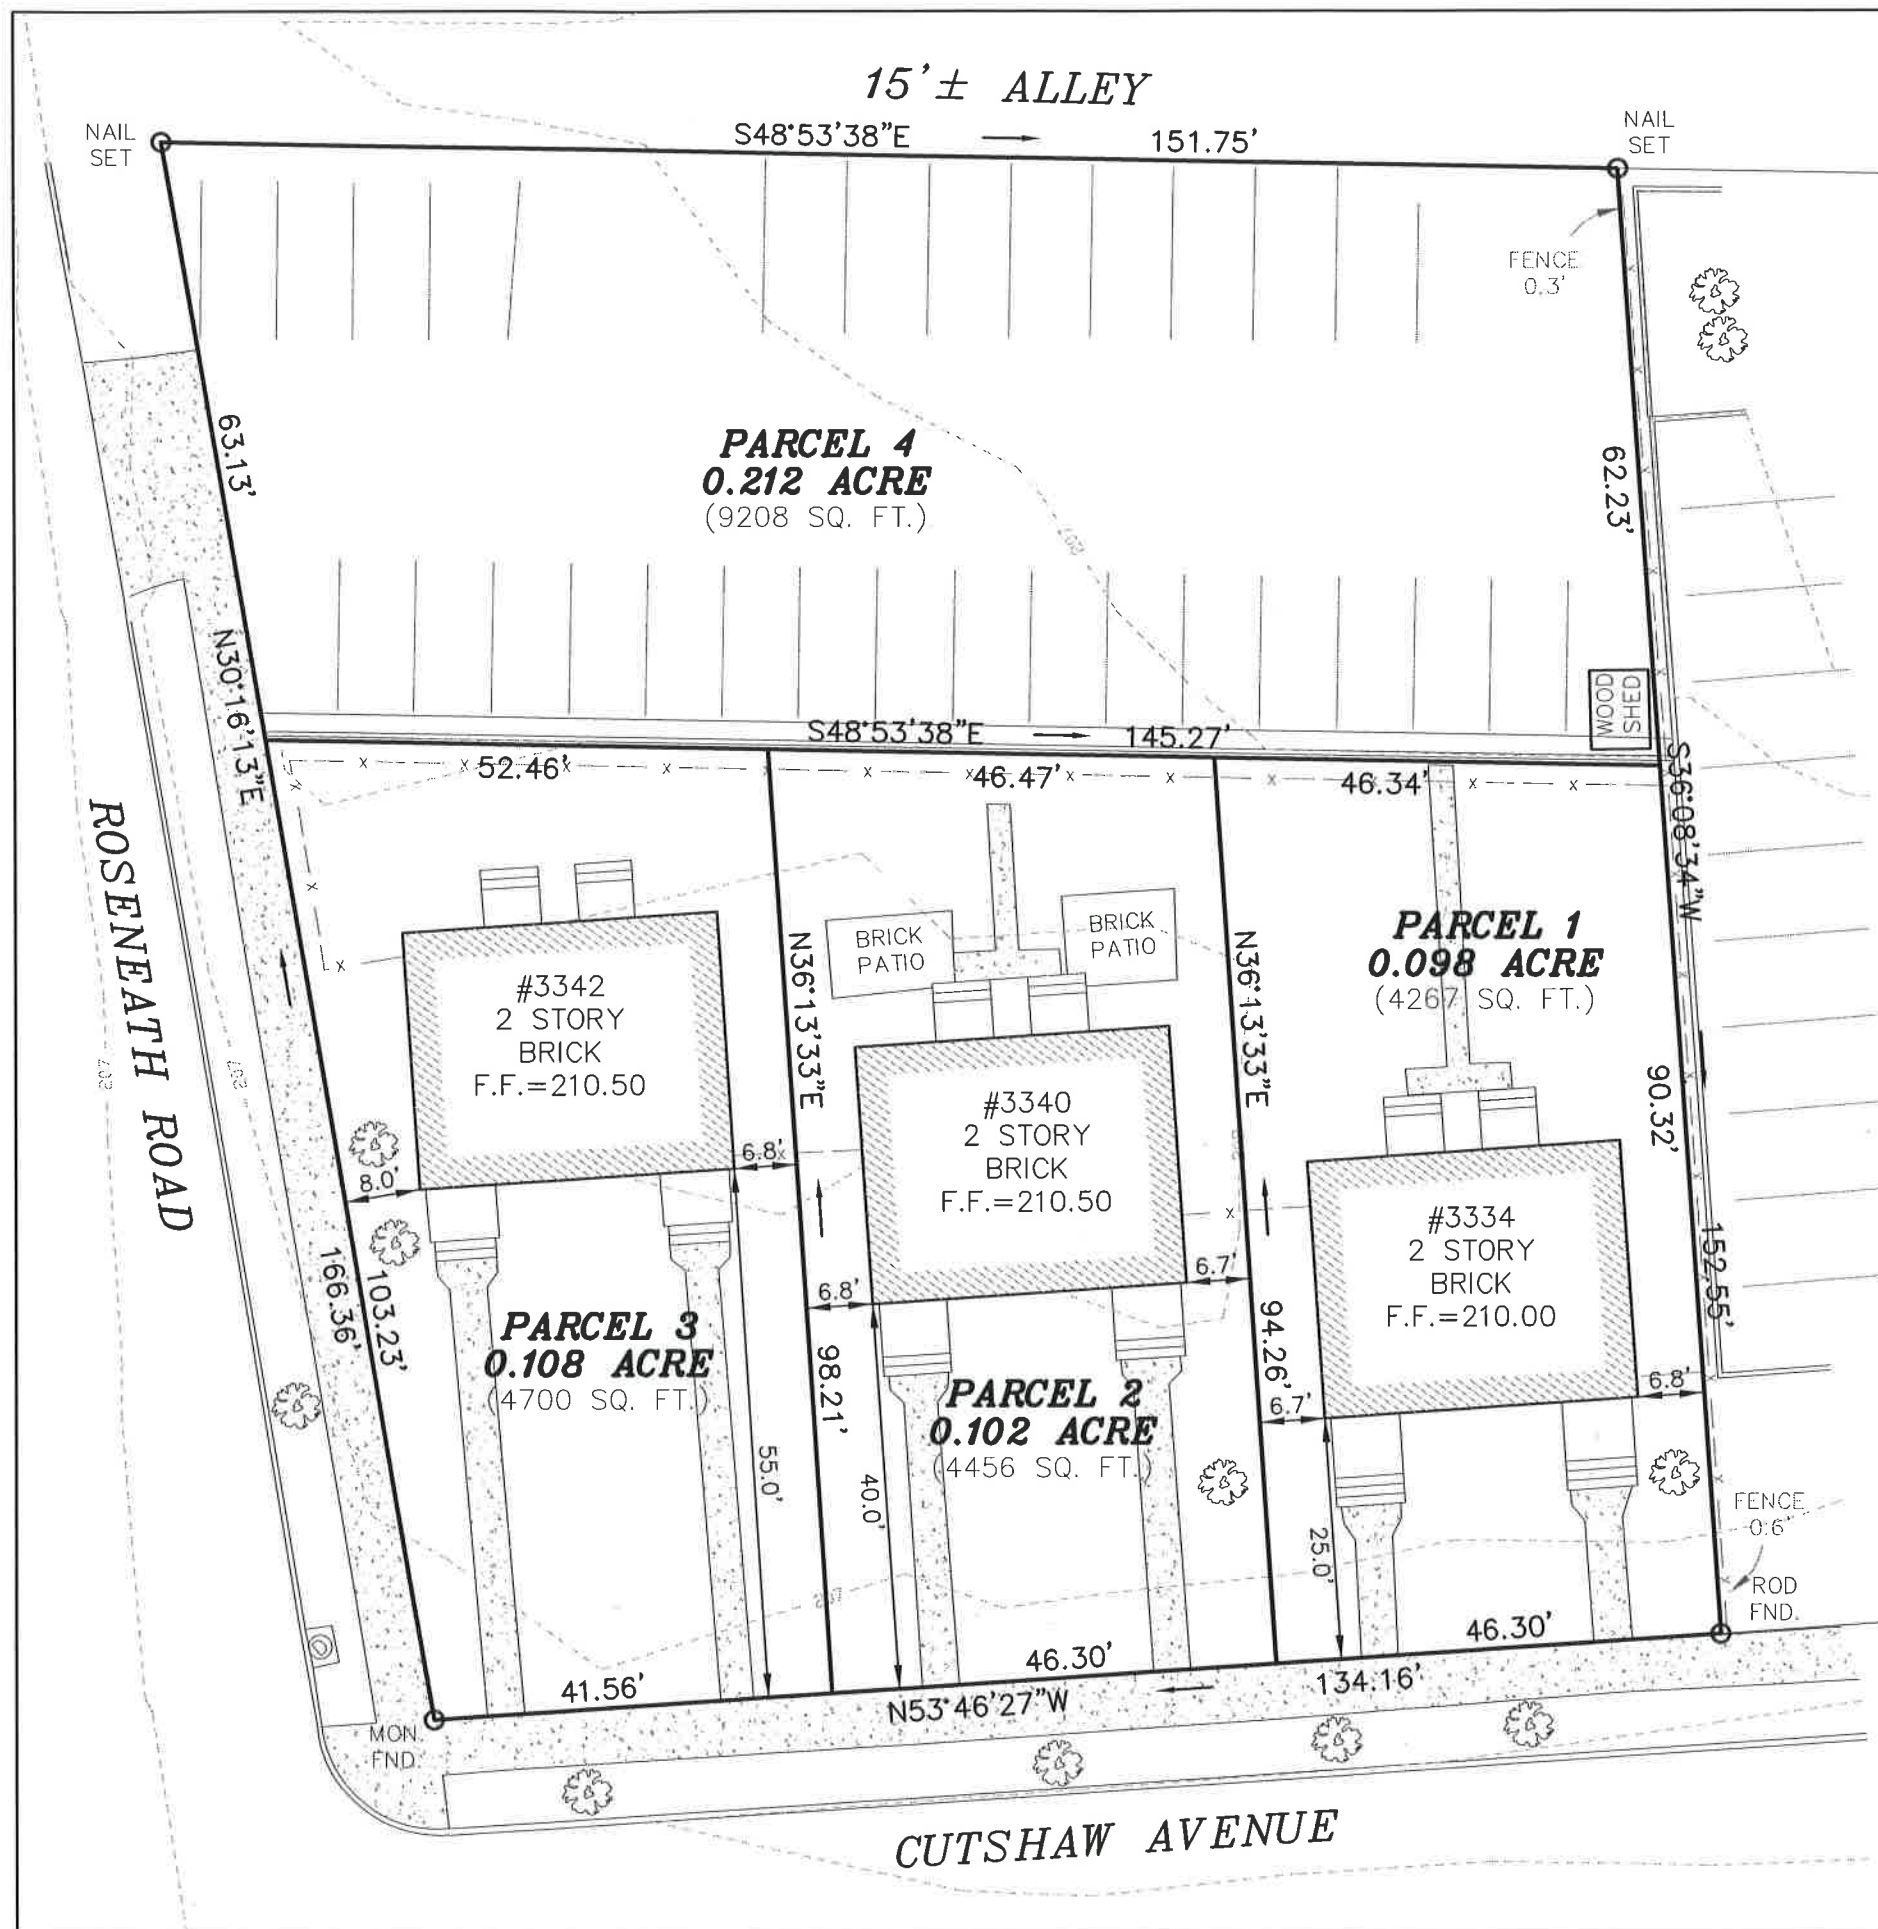 15'± ALLEY
NAIL
SET
S48°53'38"E
151.75'
NAIL
SET
FENCE
0.3'
63.13'
62.23'
PARCEL 4
0.212 ACRE
(9208 SQ. FT.)
207
N30°16'13"E
WOOD
SHED
S48°53'38"E
145.27'
52.46'
46.47'
46.34'
S36°08'34"W
ROSENEATH ROAD
#3342
2 STORY
BRICK
F.F.=210.50
BRICK
PATIO
BRICK
PATIO
N36°13'33"E
N36°13'33"E
PARCEL 1
0.098 ACRE
(4267 SQ. FT.)
207
207
90.32'
#3340
2 STORY
BRICK
F.F.=210.50
6.8'
8.0'
#3334
2 STORY
BRICK
F.F.=210.00
6.8'
6.7'
166.36'
103.23'
152.55'
PARCEL 3
0.108 ACRE
(4700 SQ. FT.)
98.21'
94.26'
PARCEL 2
0.102 ACRE
(4456 SQ. FT.)
6.7'
6.8'
55.0'
40.0'
25.0'
FENCE
0.6'
ROD
FND.
207
41.56'
46.30'
46.30'
N53°46'27"W
134.16'
MON.
FND.
CUTSHAW AVENUE